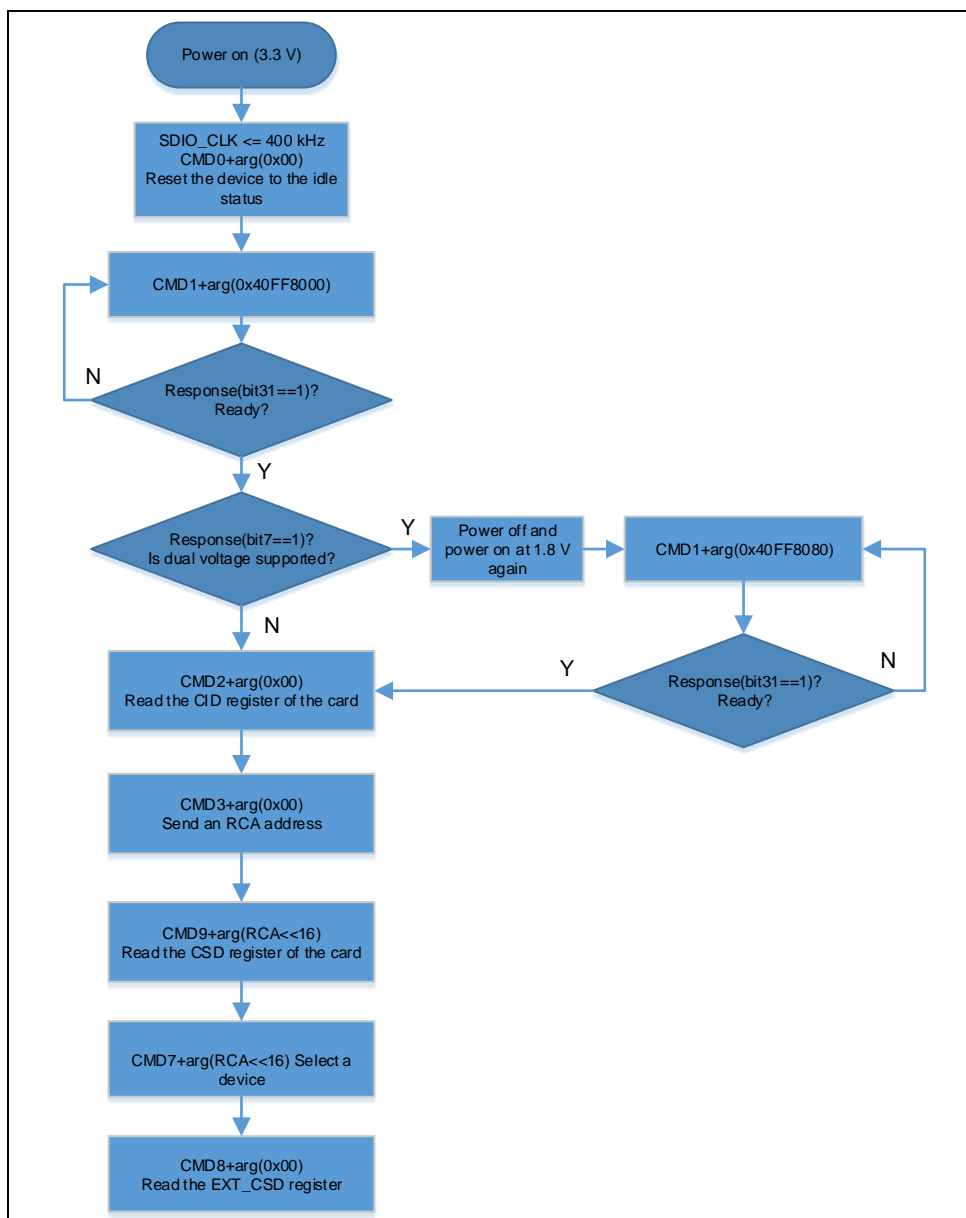 Power on (3.3 V)
SDIO_CLK <= 400 kHz
CMD0+arg(0x00)
Reset the device to the idle
status
CMD1+arg(0x40FF8000)
N
Response(bit31==1)?
Ready?
Y
Response(bit7==1)?
Is dual voltage supported?
Y
Power off and
power on at 1.8 V
again
CMD1+arg(0x40FF8080)
N
CMD2+arg(0x00)
Read the CID register of the card
Y
Response(bit31==1)?
Ready?
N
CMD3+arg(0x00)
Send an RCA address
CMD9+arg(RCA<<16)
Read the CSD register of the card
CMD7+arg(RCA<<16) Select a
device
CMD8+arg(0x00)
Read the EXT_CSD register